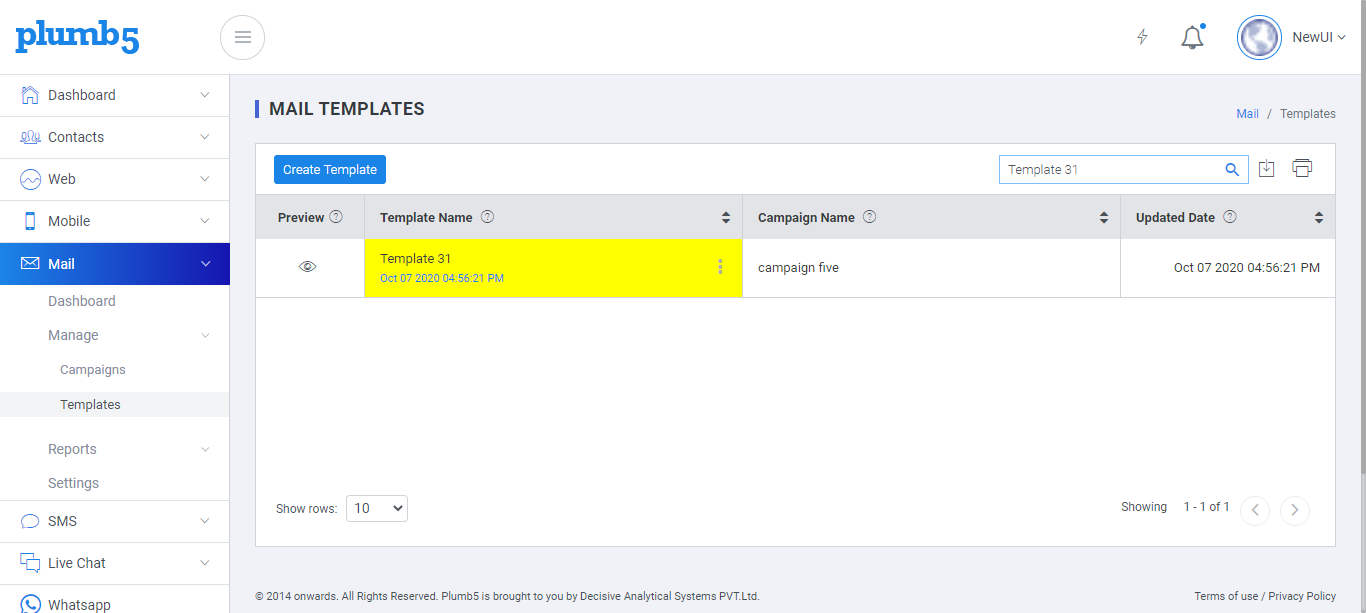 plumb5
NewUI
Dashboard
Contacts
Web
Mobile
Mail
Dashboard
Manage
Campaigns
Templates
Reports
Settings
SMS
Live Chat
Whatsapp
MAIL TEMPLATES
Mail / Templates
Create Template
Template 31
Preview ? Template Name ? Campaign Name ? Updated Date ?
Template 31
Oct 07 2020 04:56:21 PM
campaign five
Oct 07 2020 04:56:21 PM
Show rows: 10
Showing 1 - 1 of 1
© 2014 onwards. All Rights Reserved. Plumb5 is brought to you by Decisive Analytical Systems PVT.Ltd.
Terms of use / Privacy Policy